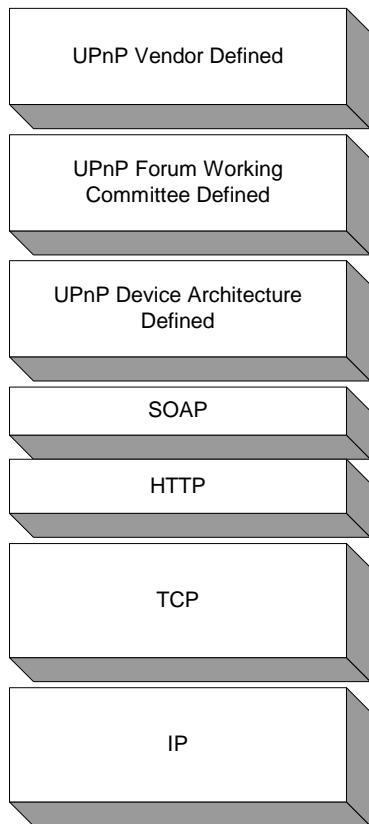 UPnP Vendor Defined
UPnP Forum Working
Committee Defined
UPnP Device Architecture
Defined
SOAP
HTTP
TCP
IP